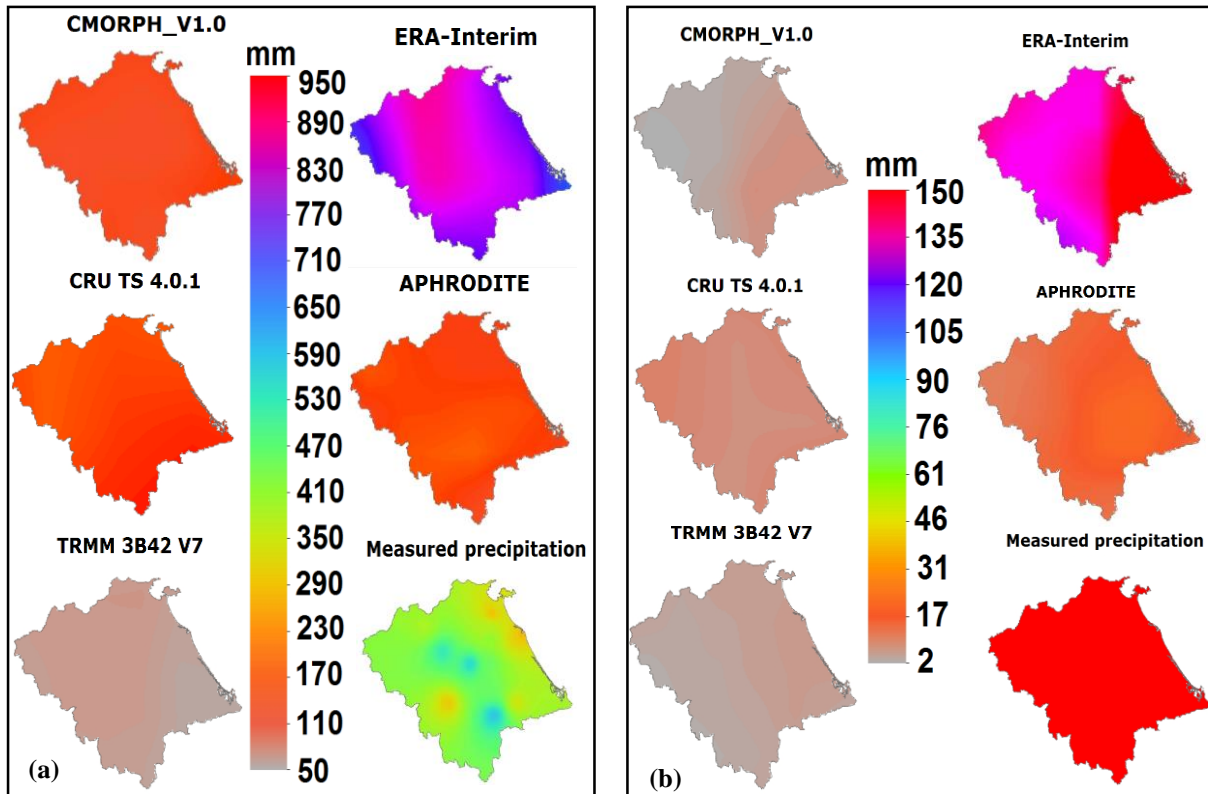 CMORPH_V1.0
ERA-Interim
mm
950
890
830
770
710
650
590
530
470
410
350
290
230
170
110
50
CRU TS 4.0.1
APHRODITE
TRMM 3B42 V7
Measured precipitation
(a)
CMORPH_V1.0
ERA-Interim
mm
150
135
120
105
90
76
61
46
31
17
2
CRU TS 4.0.1
APHRODITE
TRMM 3B42 V7
Measured precipitation
(b)